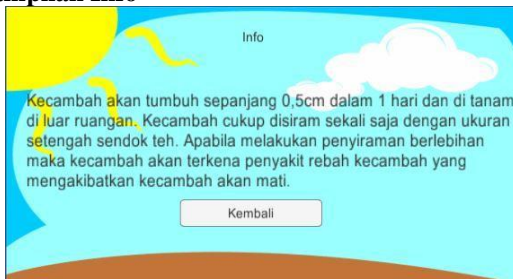 Info
Kecambah akan tumbuh sepanjang 0,5cm dalam 1 hari dan di tanam
di luar ruangan. Kecambah cukup disiram sekali saja dengan ukuran
setengah sendok teh. Apabila melakukan penyiraman berlebihan
maka kecambah akan terkena penyakit rebah kecambah yang
mengakibatkan kecambah akan mati.
Kembali